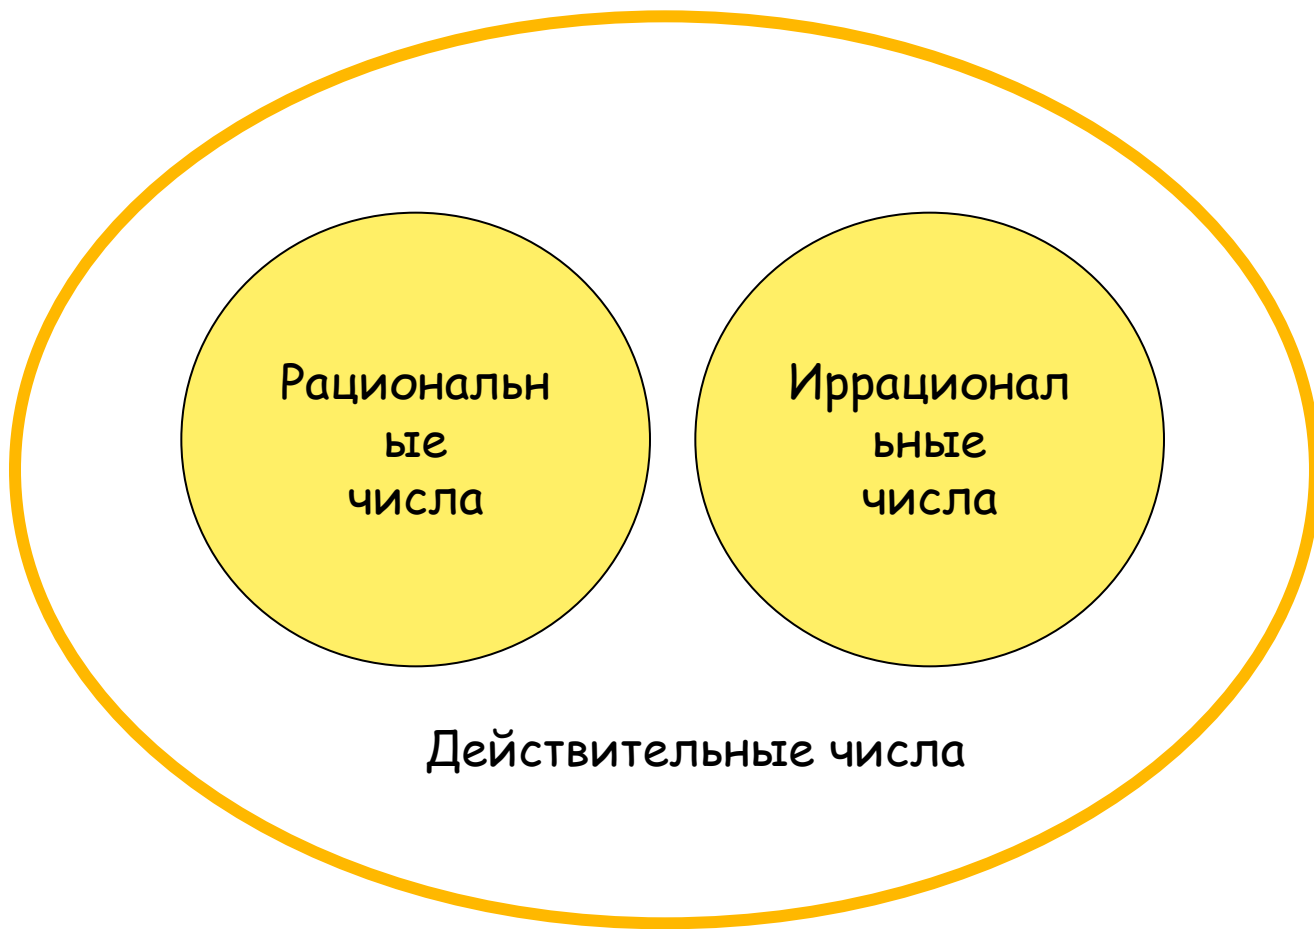 Рациональн
ые
числа
Иррационал
ьные
числа
Действительные числа